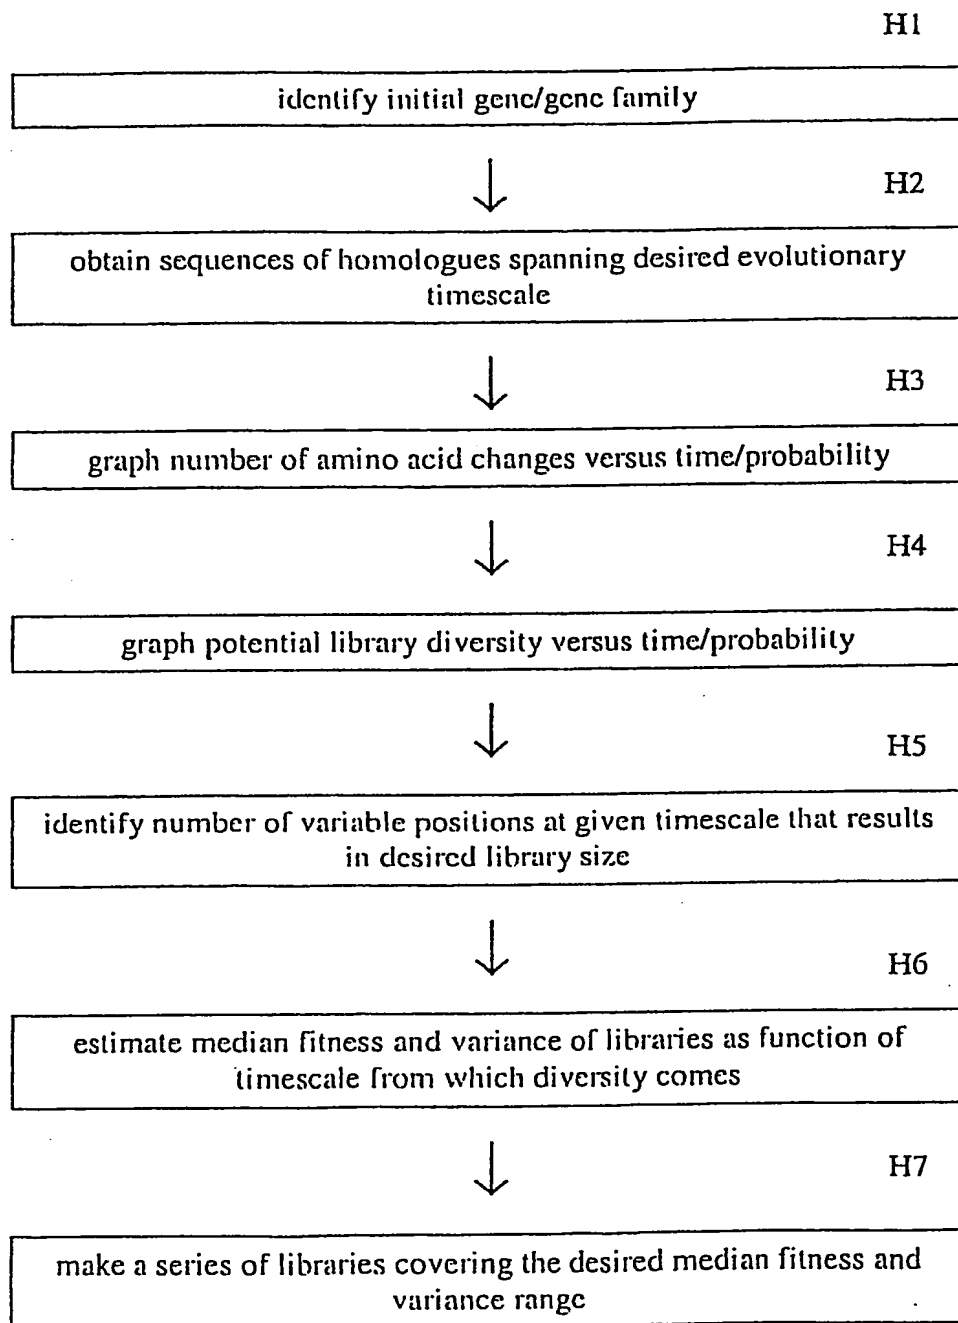 H1
identify initial gene/gene family
H2
obtain sequences of homologues spanning desired evolutionary
timescale
H3
graph number of amino acid changes versus time/probability
H4
graph potential library diversity versus time/probability
H5
identify number of variable positions at given timescale that results
in desired library size
H6
estimate median fitness and variance of libraries as function of
timescale from which diversity comes
H7
make a series of libraries covering the desired median fitness and
variance range